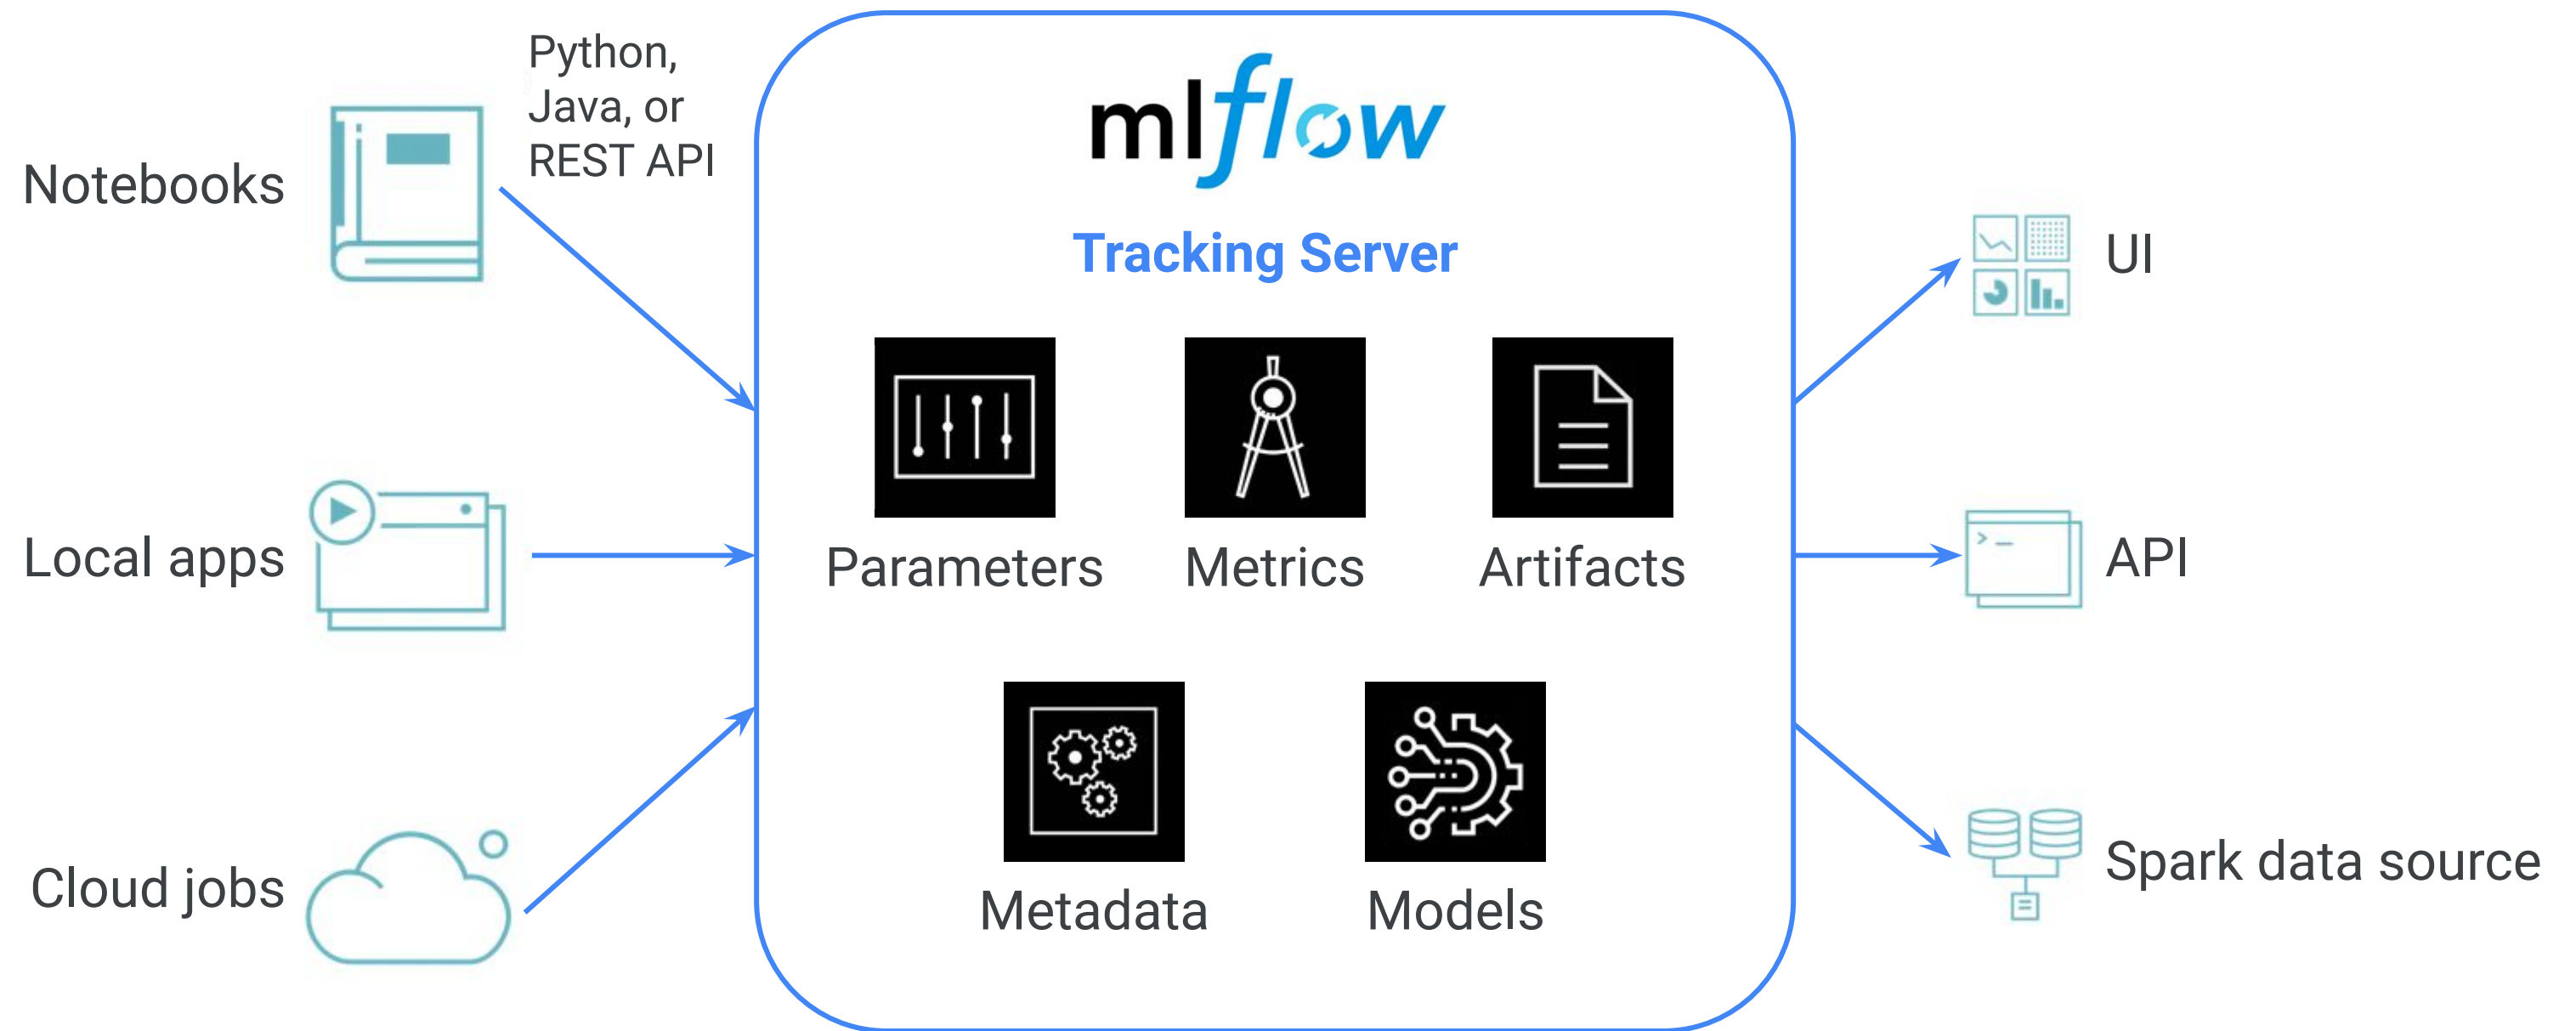 Notebooks
Python,
Java, or
REST API
Local apps
Cloud jobs
mlflow
Tracking Server
Parameters
Metrics
Artifacts
Metadata
Models
UI
API
Spark data source